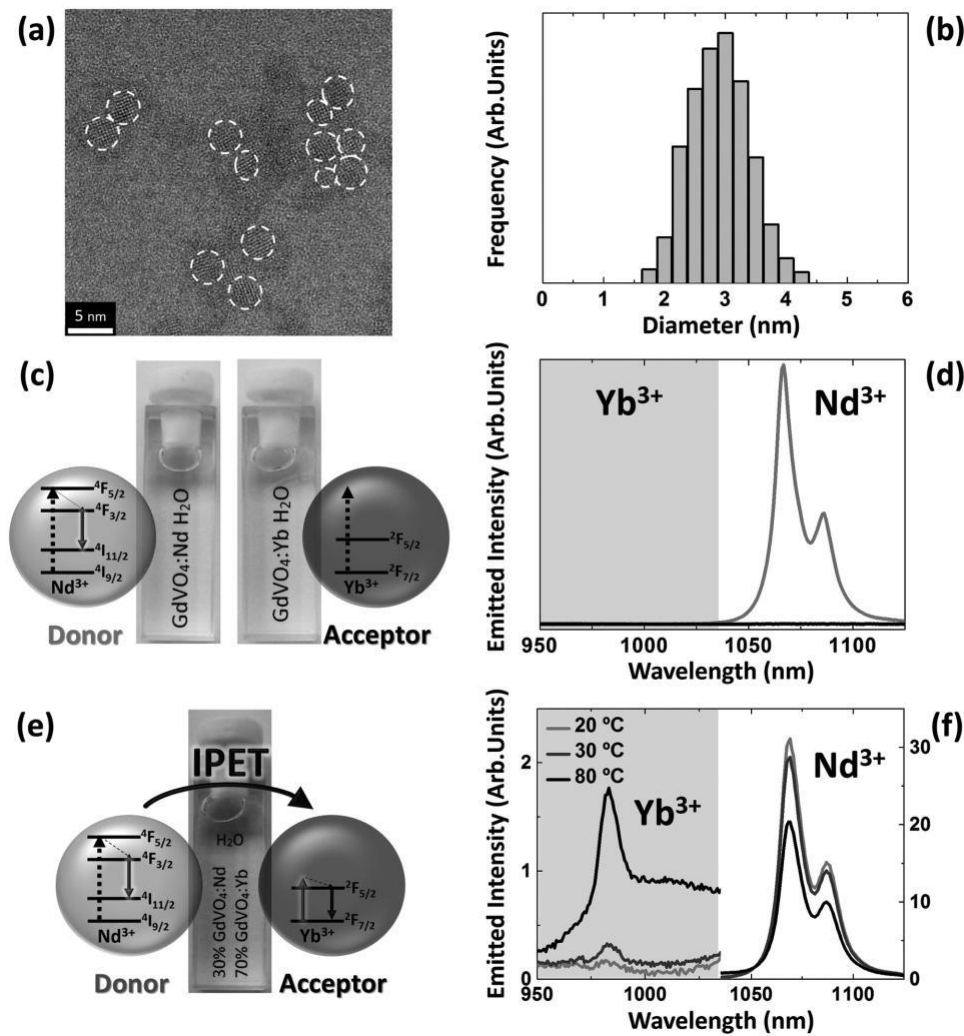 (a)
5 nm
(b)
Frequency (Arb.Units)
0 1 2 3 4 5 6
Diameter (nm)
(c)
⁴F₅/₂
⁴F₃/₂
⁴I₁₁/₂
⁴I₉/₂
Nd³⁺
Donor
GdVO₄:Nd H₂O
GdVO₄:Yb H₂O
²F₅/₂
²F₇/₂
Yb³⁺
Acceptor
(d)
Emitted Intensity (Arb.Units)
Yb³⁺
Nd³⁺
950 1000 1050 1100
Wavelength (nm)
(e)
IPET
⁴F₅/₂
⁴F₃/₂
⁴I₁₁/₂
⁴I₉/₂
Nd³⁺
Donor
H₂O
30% GdVO₄:Nd
70% GdVO₄:Yb
²F₅/₂
²F₇/₂
Yb³⁺
Acceptor
(f)
Emitted Intensity (Arb.Units)
2
1
0
20 ºC
30 ºC
80 ºC
Yb³⁺
Nd³⁺
30
20
10
0
950 1000 1050 1100
Wavelength (nm)